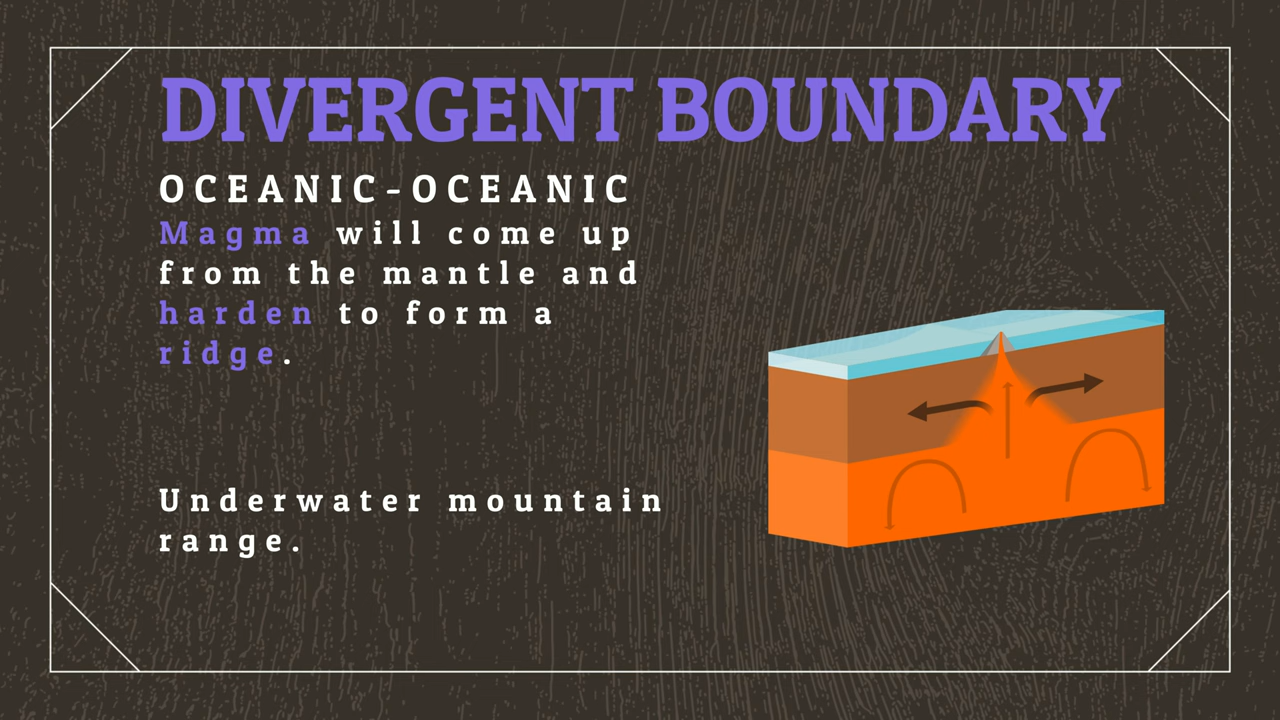 DIVERGENT BOUNDARY
OCEANIC-OCEANIC
Magma will come up
from the mantle and
harden to form a
ridge.
Underwater mountain
range.